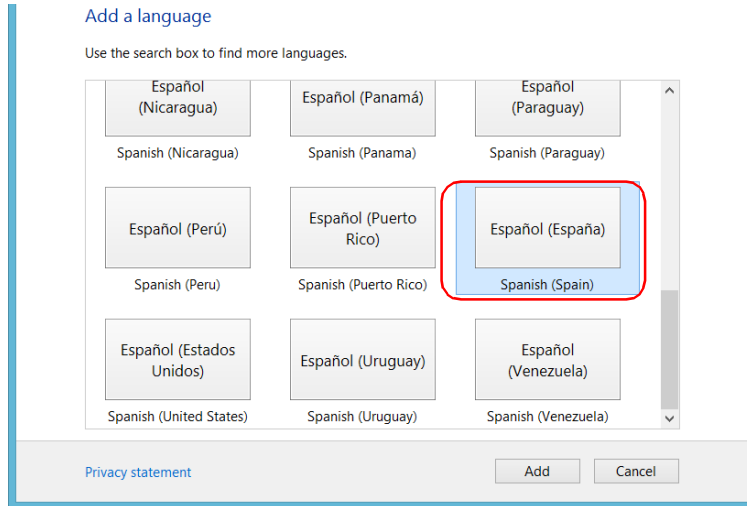 Add a language
Use the search box to find more languages.
Español
(Nicaragua)
Spanish (Nicaragua)
Español (Panamá)
Spanish (Panama)
Español
(Paraguay)
Spanish (Paraguay)
Español (Perú)
Spanish (Peru)
Español (Puerto
Rico)
Spanish (Puerto Rico)
Español (España)
Spanish (Spain)
Español (Estados
Unidos)
Spanish (United States)
Español (Uruguay)
Spanish (Uruguay)
Español
(Venezuela)
Spanish (Venezuela)
Privacy statement
Add
Cancel